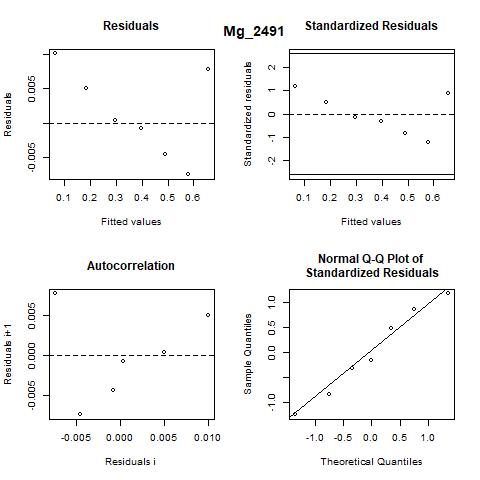 Mg_2491
Residuals
Residuals
0.005
-0.005
0.1 0.2 0.3 0.4 0.5 0.6
Fitted values
Standardized Residuals
Standardized residuals
2
1
0
-1
-2
0.1 0.2 0.3 0.4 0.5 0.6
Fitted values
Autocorrelation
Residuals i+1
0.005
0.000
-0.005
-0.005 0.000 0.005 0.010
Residuals i
Normal Q-Q Plot of
Standardized Residuals
Sample Quantiles
1.0
0.5
0.0
-1.0
-1.0 -0.5 0.0 0.5 1.0
Theoretical Quantiles